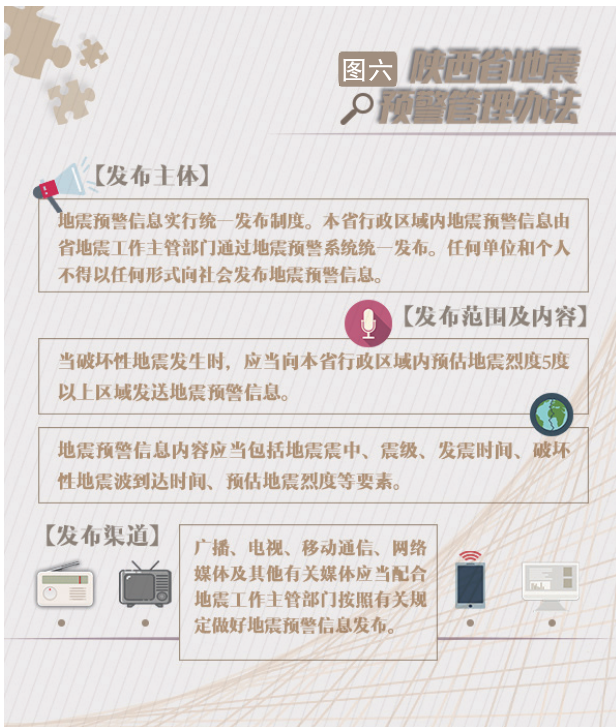 图六 陕西省地震
预警管理办法
【发布主体】
地震预警信息实行统一发布制度。本省行政区域内地震预警信息由
省地震工作主管部门通过地震预警系统统一发布。任何单位和个人
不得以任何形式向社会发布地震预警信息。
【发布范围及内容】
当破坏性地震发生时，应当向本省行政区域内预估地震烈度5度
以上区域发送地震预警信息。
地震预警信息内容应当包括地震震中、震级、发震时间、破坏
性地震波到达时间、预估地震烈度等要素。
【发布渠道】
广播、电视、移动通信、网络
媒体及其他有关媒体应当配合
地震工作主管部门按照有关规
定做好地震预警信息发布。